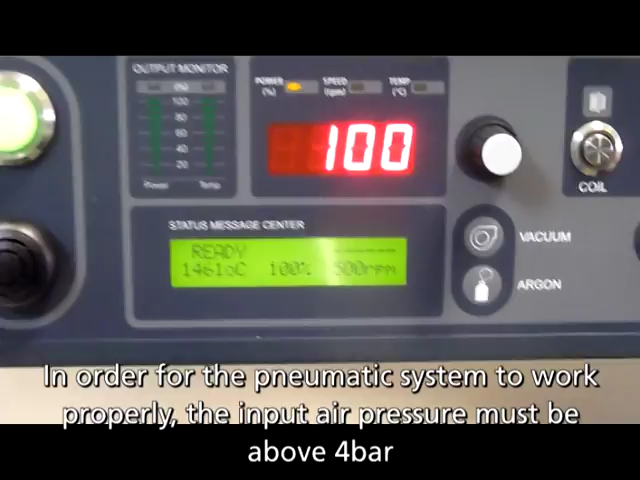 OUTPUT MONITOR
100
80
60
40
20
Power
Temp
POWER
(%)
SPEED
(rpm)
TEMP
(°C)
100
COIL
STATUS MESSAGE CENTER
READY
1461oC 100% 500rpm
VACUUM
ARGON
In order for the pneumatic system to work
properly, the input air pressure must be
above 4bar